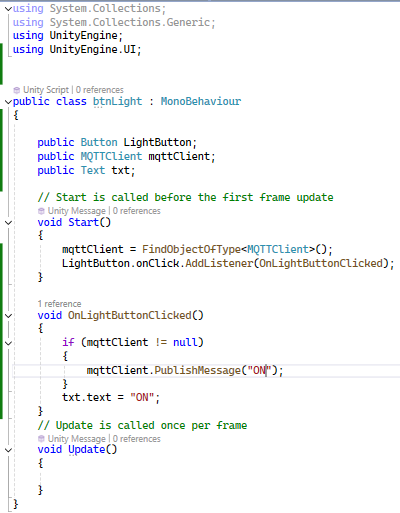 using System.Collections;
using System.Collections.Generic;
using UnityEngine;
using UnityEngine.UI;
Unity Script | 0 references
public class btnLight : MonoBehaviour
{
public Button LightButton;
public MQTTClient mqttClient;
public Text txt;
// Start is called before the first frame update
Unity Message | 0 references
void Start()
{
mqttClient = FindObjectOfType<MQTTClient>();
LightButton.onClick.AddListener(OnLightButtonClicked);
}
1 reference
void OnLightButtonClicked()
{
if (mqttClient != null)
{
mqttClient.PublishMessage("ON");
}
txt.text = "ON";
}
// Update is called once per frame
Unity Message | 0 references
void Update()
{
}
}